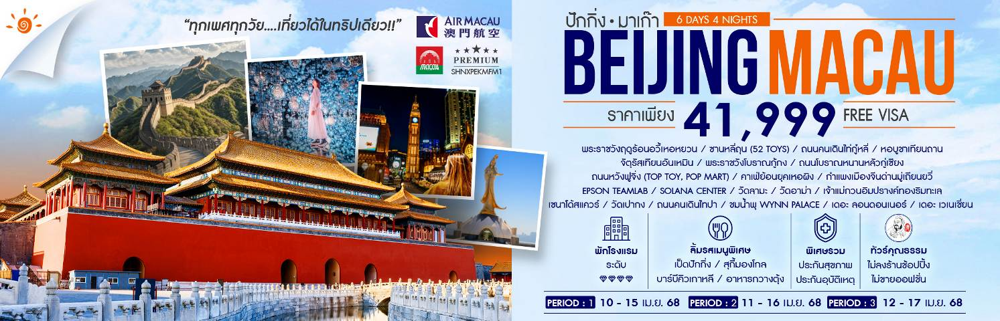 “ทุกเพศทุกวัย....เที่ยวได้ในทริปเดียว!!”
AIR MACAU
澳門航空
MACAU
PREMIUM
SHNXPEKMFM1
ปักกิ่ง • มาเก๊า 6 DAYS 4 NIGHTS
BEIJING MACAU
ราคาเพียง 41,999 FREE VISA
พระราชวังฤดูร้อนอวี้เหอหยวน / ซานหลี่ถุน (52 TOYS) / ถนนคนเดินไท่กู๋หลี่ / หอบูชาเทียนถาน
จัตุรัสเทียนอันเหมิน / พระราชวังโบราณกู้กง / ถนนโบราณหนานหลัวกู่เซียง
ถนนหวังฟูจิ่ง (TOP TOY, POP MART) / คาเฟ่ย้อนยุคเหอผิง / กำแพงเมืองจีนด่านมู่เถียนยวี่
EPSON TEAMLAB / SOLANA CENTER / วัดลามะ / วัดอาม่า / เจ้าแม่กวนอิมปรางค์ทองริมทะเล
เซนาโด้สแควร์ / วัดเปากง / ถนนคนเดินไทปา / ชมน้ำพุ WYNN PALACE / เดอะ ลอนดอนเนอร์ / เดอะ เวเนเชี่ยน
พักโรงแรม
ระดับ
ลิ้มรสเมนูพิเศษ
เป็ดปักกิ่ง / สุกี้มองโกล
บาร์บีคิวเกาหลี / อาหารกวางตุ้ง
พิเศษรวม
ประกันสุขภาพ
ประกันอุบัติเหตุ
ทัวร์คุณธรรม
ไม่ลงร้านช้อปปิ้ง
ไม่ขายออฟชั่น
PERIOD : 1 10 - 15 เม.ย. 68 PERIOD : 2 11 - 16 เม.ย. 68 PERIOD : 3 12 - 17 เม.ย. 68